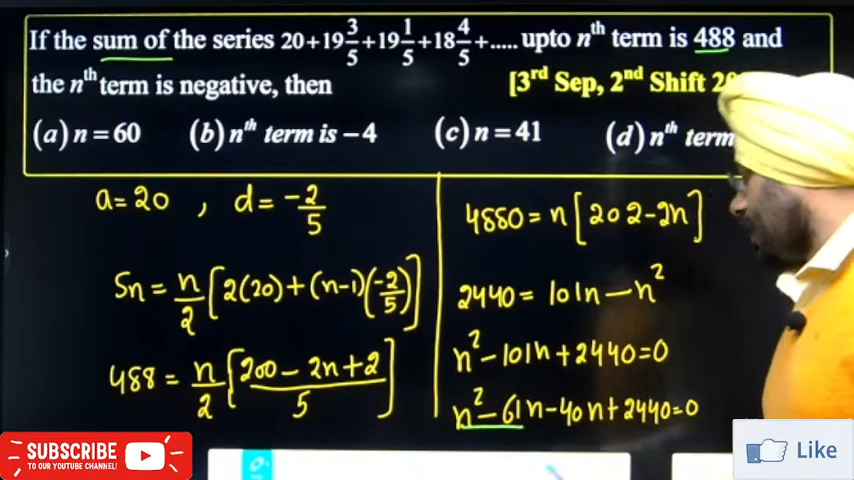 If the sum of the series 20+19 3/5+19 1/5+18 4/5+..... upto nᵗʰ term is 488 and
the nᵗʰ term is negative, then
[3ʳᵈ Sep, 2ⁿᵈ Shift
(a) n = 60 (b) nᵗʰ term is −4 (c) n = 41 (d) nᵗʰ term
a = 20 , d = −2/5
Sn = n/2 [2(20) + (n−1)(−2/5)]
488 = n/2 [(200 − 2n + 2)/5]
4880 = n [202 − 2n]
2440 = 101n − n²
n² − 101n + 2440 = 0
n² − 61n − 40n + 2440 = 0
SUBSCRIBE
TO OUR YOUTUBE CHANNEL!
Like